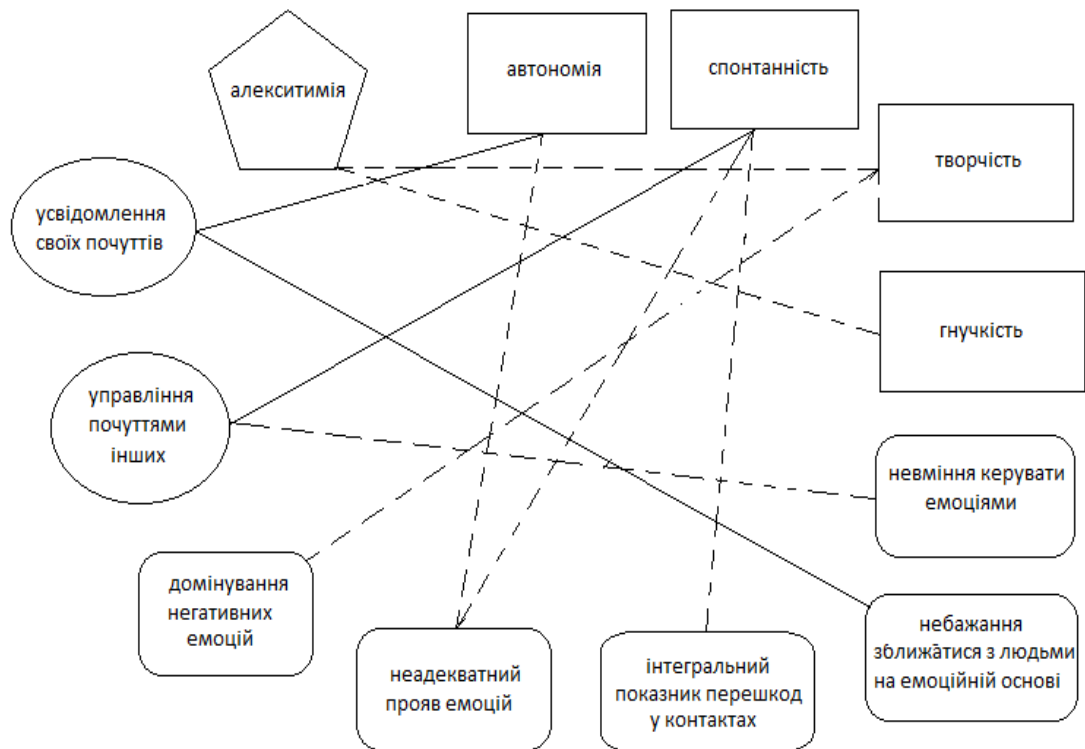 алекситимія
автономія
спонтанність
творчість
усвідомлення
своїх почуттів
гнучкість
управління
почуттями
інших
невміння керувати
емоціями
домінування
негативних
емоцій
неадекватний
прояв емоцій
інтегральний
показник перешкод
у контактах
небажання
зближатися з людьми
на емоційній основі